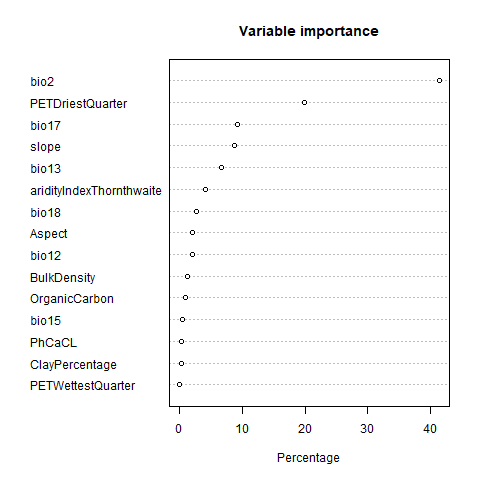 Variable importance
bio2
PETDriestQuarter
bio17
slope
bio13
aridityIndexThornthwaite
bio18
Aspect
bio12
BulkDensity
OrganicCarbon
bio15
PhCaCL
ClayPercentage
PETWettestQuarter
0 10 20 30 40
Percentage